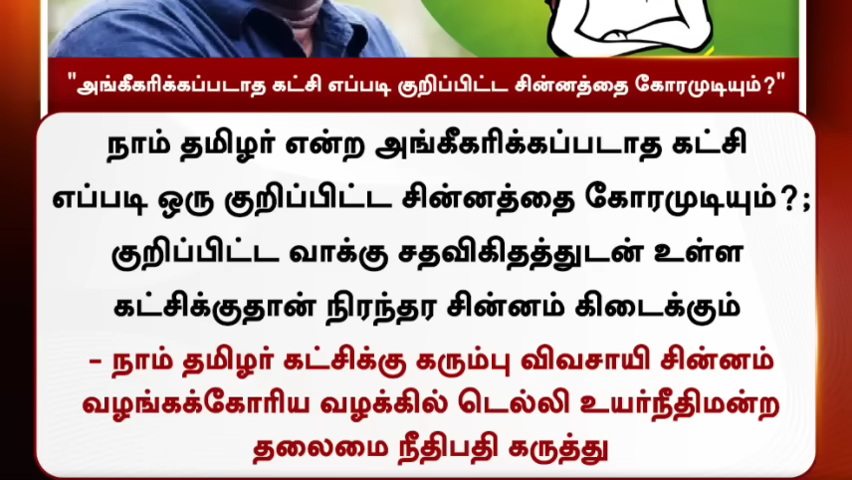 "அங்கீகரிக்கப்படாத கட்சி எப்படி குறிப்பிட்ட சின்னத்தை கோரமுடியும்?"
நாம் தமிழர் என்ற அங்கீகரிக்கப்படாத கட்சி
எப்படி ஒரு குறிப்பிட்ட சின்னத்தை கோரமுடியும்?;
குறிப்பிட்ட வாக்கு சதவிகிதத்துடன் உள்ள
கட்சிக்குதான் நிரந்தர சின்னம் கிடைக்கும்
- நாம் தமிழர் கட்சிக்கு கரும்பு விவசாயி சின்னம்
வழங்கக்கோரிய வழக்கில் டெல்லி உயர்நீதிமன்ற
தலைமை நீதிபதி கருத்து